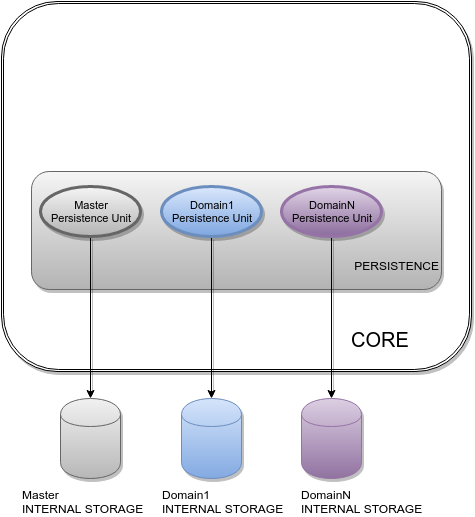 Master
Persistence Unit
Domain1
Persistence Unit
DomainN
Persistence Unit
PERSISTENCE
CORE
Master
INTERNAL STORAGE
Domain1
INTERNAL STORAGE
DomainN
INTERNAL STORAGE